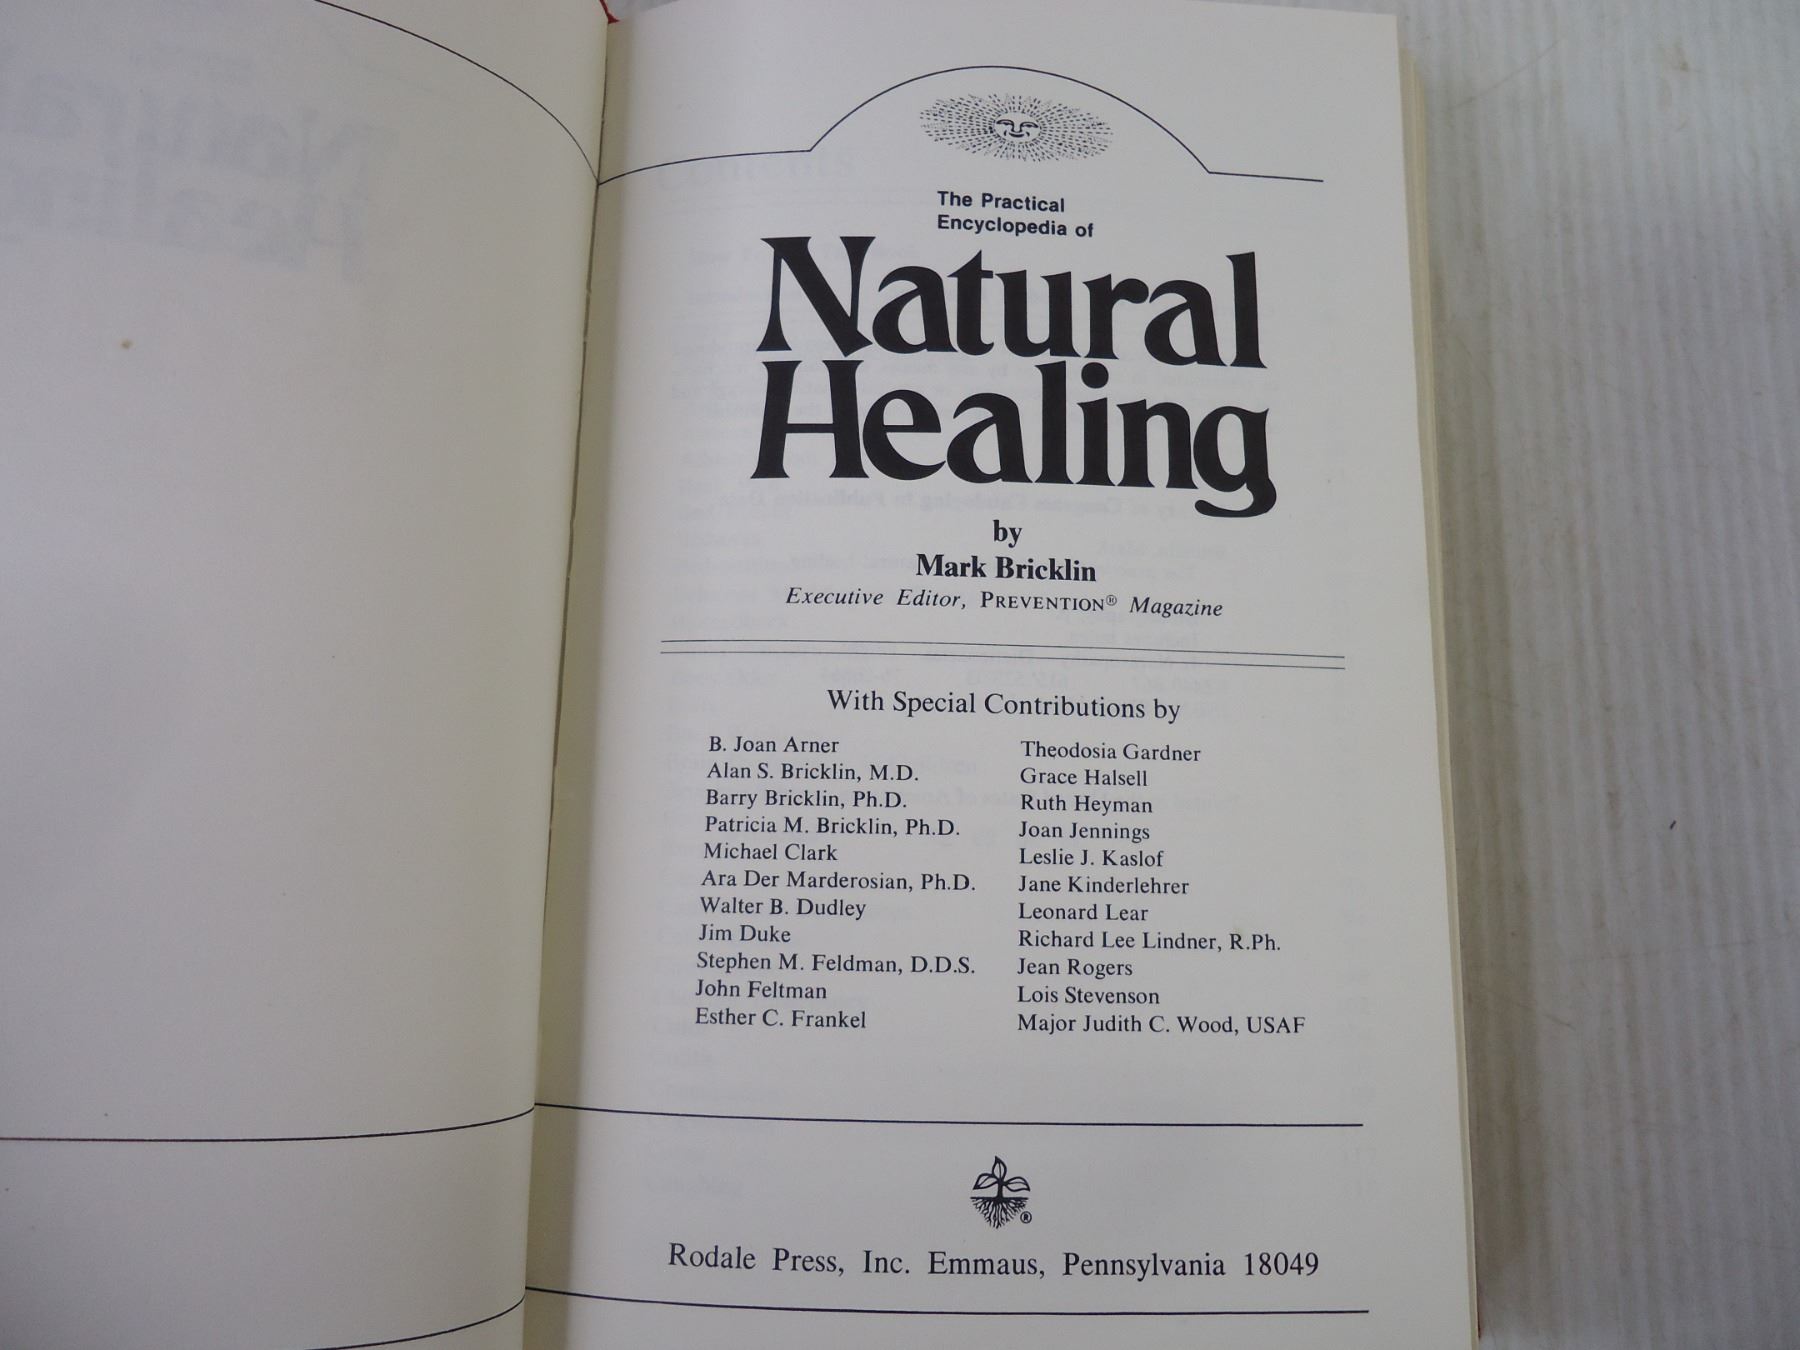 The Practical
Encyclopedia of
Natural
Healing
by
Mark Bricklin
Executive Editor, PREVENTION® Magazine
With Special Contributions by
B. Joan Arner
Alan S. Bricklin, M.D.
Barry Bricklin, Ph.D.
Patricia M. Bricklin, Ph.D.
Michael Clark
Ara Der Marderosian, Ph.D.
Walter B. Dudley
Jim Duke
Stephen M. Feldman, D.D.S.
John Feltman
Esther C. Frankel
Theodosia Gardner
Grace Halsell
Ruth Heyman
Joan Jennings
Leslie J. Kaslof
Jane Kinderlehrer
Leonard Lear
Richard Lee Lindner, R.Ph.
Jean Rogers
Lois Stevenson
Major Judith C. Wood, USAF
®
Rodale Press, Inc. Emmaus, Pennsylvania 18049